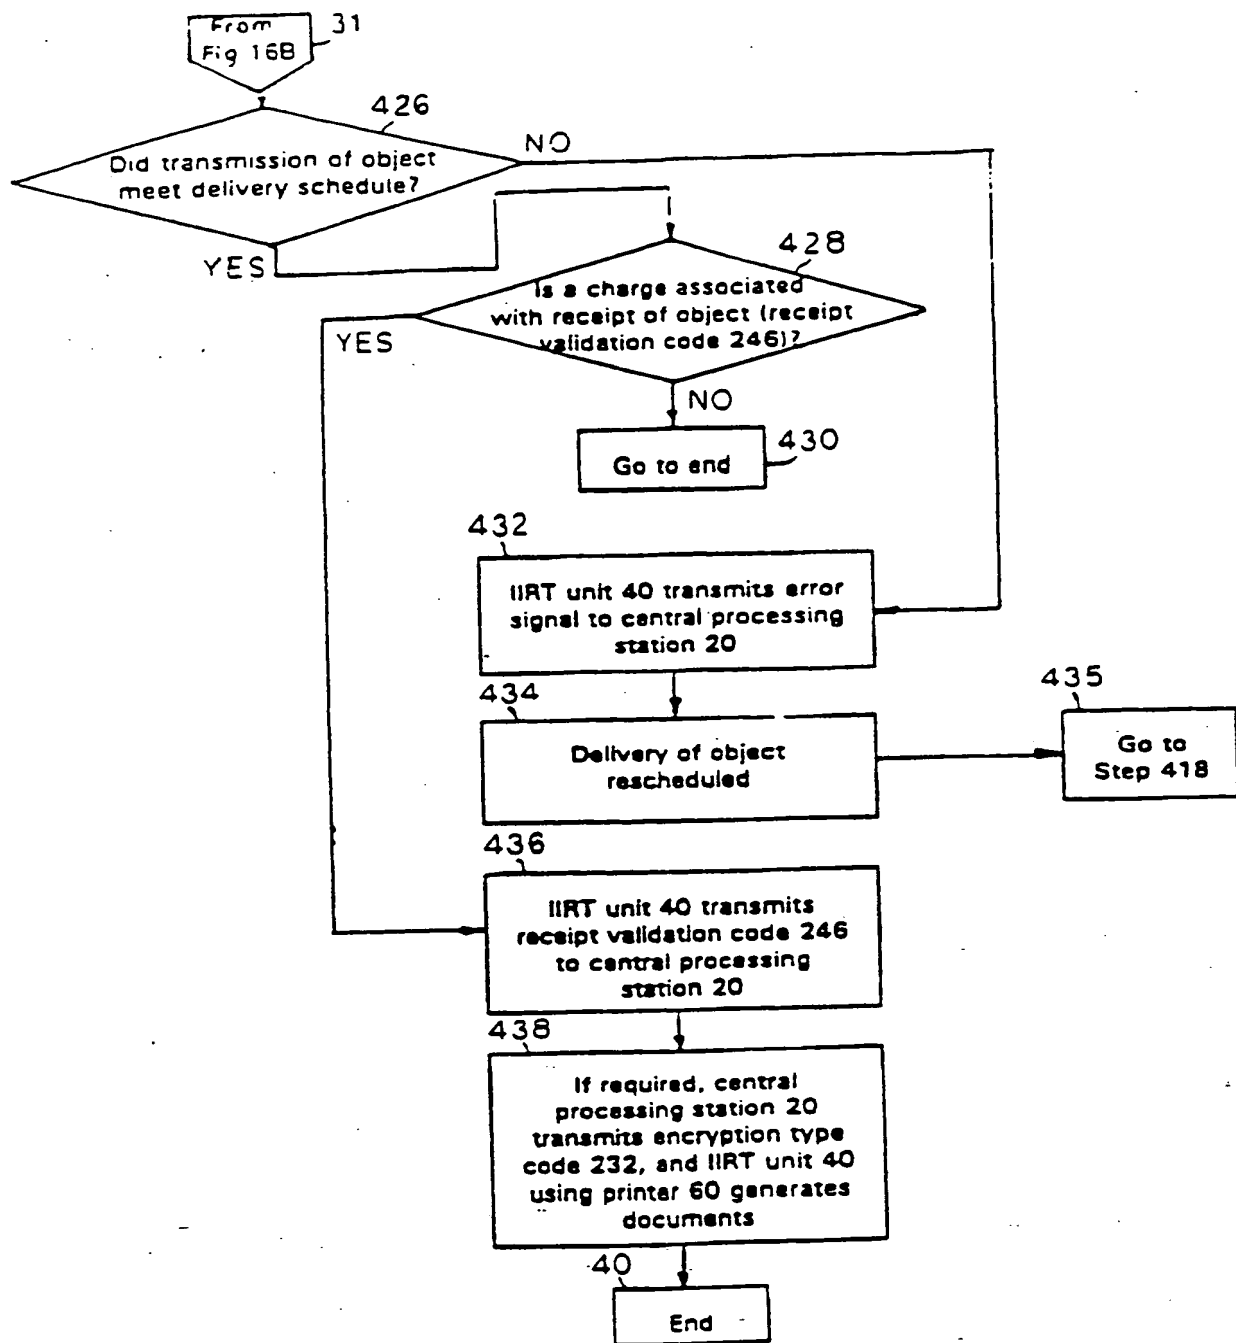 From
Fig 16B
31
426
Did transmission of object
meet delivery schedule?
NO
YES
428
Is a charge associated
with receipt of object (receipt
validation code 246)?
YES
NO
Go to end
430
432
IIRT unit 40 transmits error
signal to central processing
station 20
434
Delivery of object
rescheduled
435
Go to
Step 418
436
IIRT unit 40 transmits
receipt validation code 246
to central processing
station 20
438
If required, central
processing station 20
transmits encryption type
code 232, and IIRT unit 40
using printer 60 generates
documents
40
End